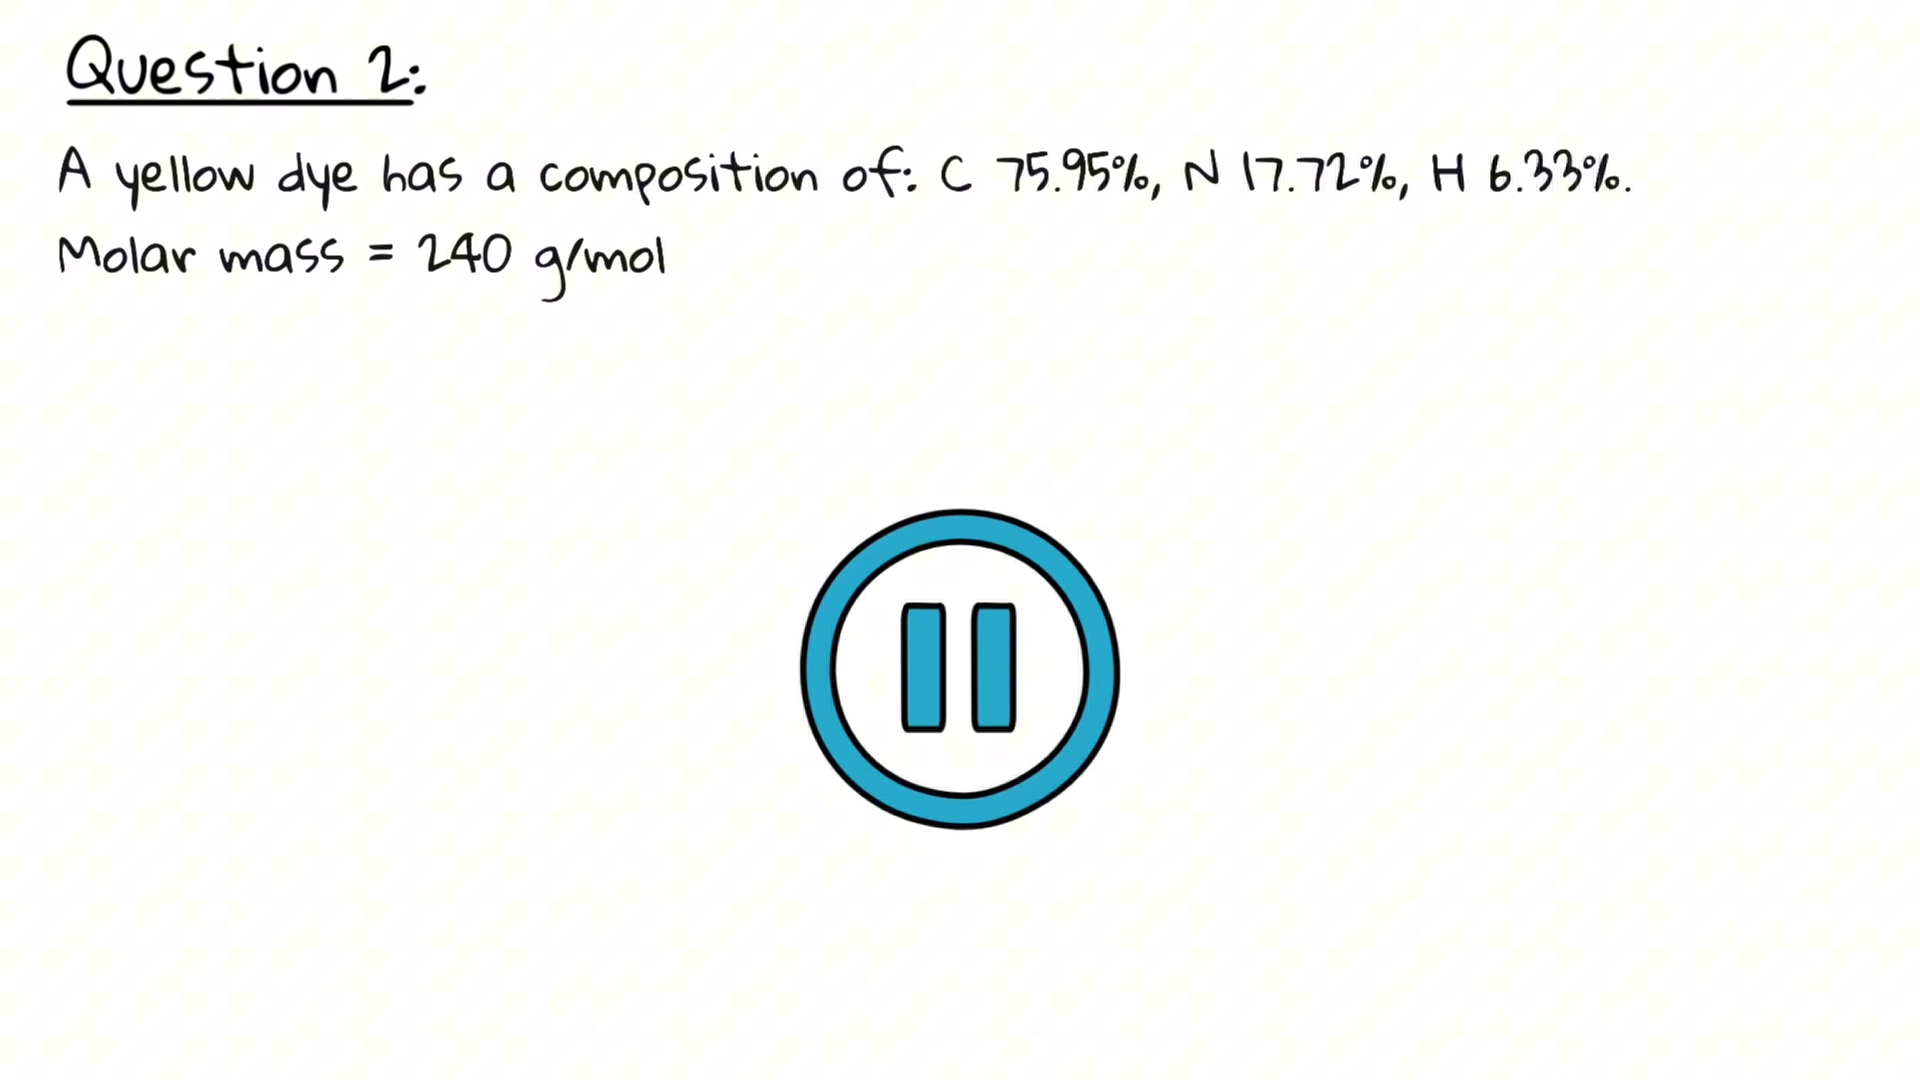 Question 2:
A yellow dye has a composition of: C 75.95%, N 17.72%, H 6.33%.
Molar mass = 240 g/mol